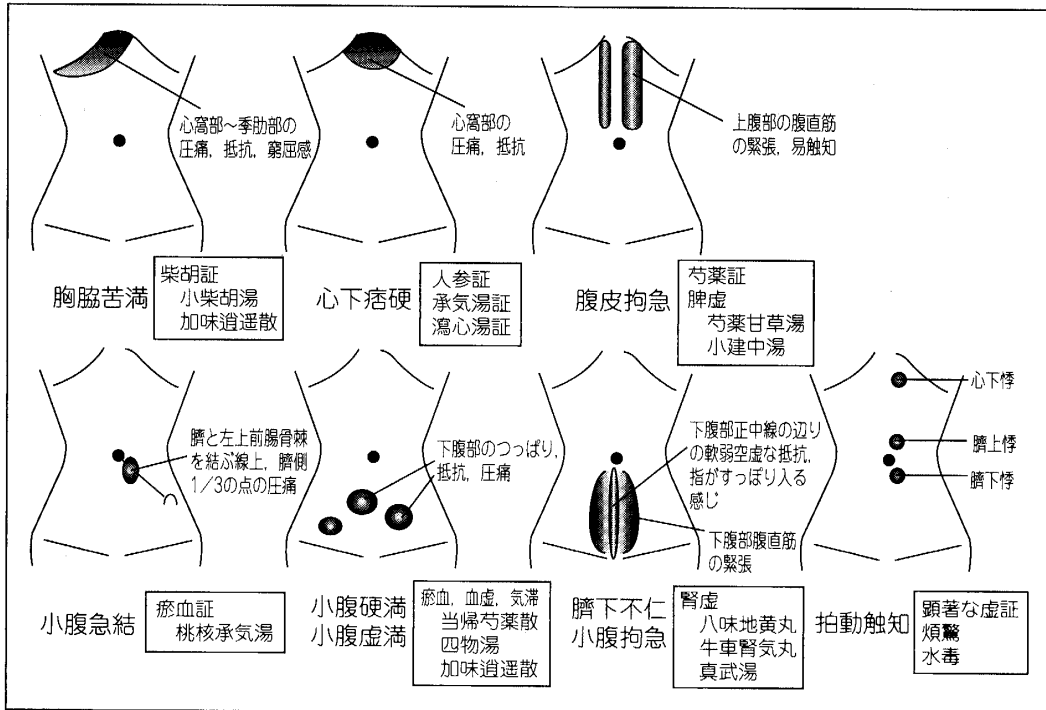 心窩部～季肋部の
圧痛，抵抗，窮屈感
心窩部の
圧痛，抵抗
上腹部の腹直筋
の緊張，易触知
胸脇苦満
柴胡証
小柴胡湯
加味逍遥散
心下痞硬
人参証
承気湯証
瀉心湯証
腹皮拘急
芍薬証
脾虚
芍薬甘草湯
小建中湯
臍と左上前腸骨棘
を結ぶ線上，臍側
1／3の点の圧痛
下腹部のつっぱり，
抵抗，圧痛
下腹部正中線の辺り
の軟弱空虚な抵抗，
指がすっぽり入る
感じ
下腹部腹直筋
の緊張
心下悸
臍上悸
臍下悸
小腹急結
瘀血証
桃核承気湯
小腹硬満
小腹虚満
瘀血，血虚，気滞
当帰芍薬散
四物湯
加味逍遥散
臍下不仁
小腹拘急
腎虚
八味地黄丸
牛車腎気丸
真武湯
拍動触知
顕著な虚証
煩驚
水毒